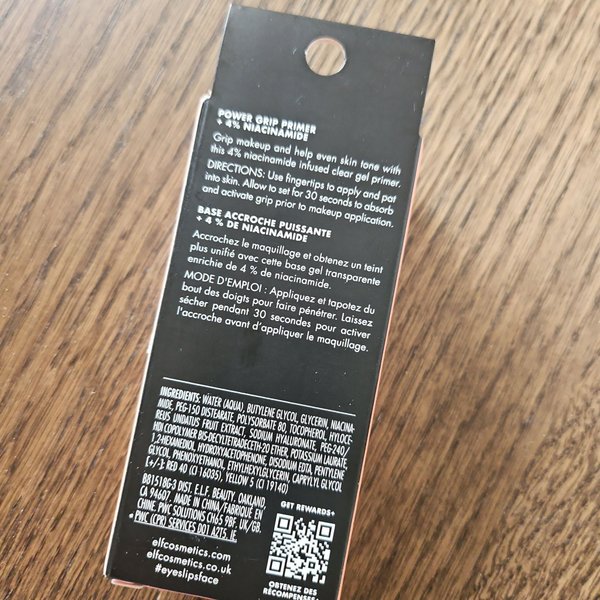 POWER GRIP PRIMER
+ 4% NIACINAMIDE
Grip makeup and help even skin tone with
this 4% niacinamide infused clear gel primer.
DIRECTIONS: Use fingertips to apply and pat
into skin. Allow to set for 30 seconds to absorb
and activate grip prior to makeup application.
BASE ACCROCHE PUISSANTE
+ 4 % DE NIACINAMIDE
Accrochez le maquillage et obtenez un teint
plus unifié avec cette base gel transparente
enrichie de 4 % de niacinamide.
MODE D'EMPLOI : Appliquez et tapotez du
bout des doigts pour faire pénétrer. Laissez
sécher pendant 30 secondes pour activer
l'accroche avant d'appliquer le maquillage.
INGREDIENTS: WATER (AQUA), BUTYLENE GLYCOL, GLYCERIN, NIACINA-
MIDE, PEG-150 DISTEARATE, POLYSORBATE 80, TOCOPHEROL, HYLOCE-
REUS UNDATUS FRUIT EXTRACT, SODIUM HYALURONATE, PEG-240/
HDI COPOLYMER BIS-DECYLTETRADECETH-20 ETHER, POTASSIUM LAURATE,
1,2-HEXANEDIOL, HYDROXYACETOPHENONE, DISODIUM EDTA, PENTYLENE
GLYCOL, PHENOXYETHANOL, ETHYLHEXYLGLYCERIN, CAPRYLYL GLYCOL
[+/-]: RED 40 (CI 16035), YELLOW 5 (CI 19140)
B81518G-3 DIST. E.L.F. BEAUTY. OAKLAND,
CA 94607. MADE IN CHINA/FABRIQUÉ EN
CHINE. PWC SOLUTIONS CH65 9BF. UK/GB.
* PWC (CPR) SERVICES D01 A215. IE.
elfcosmetics.com
elfcosmetics.co.uk
#eyeslipsface
GET REWARDS+
OBTENEZ DES
RÉCOMPENSES+